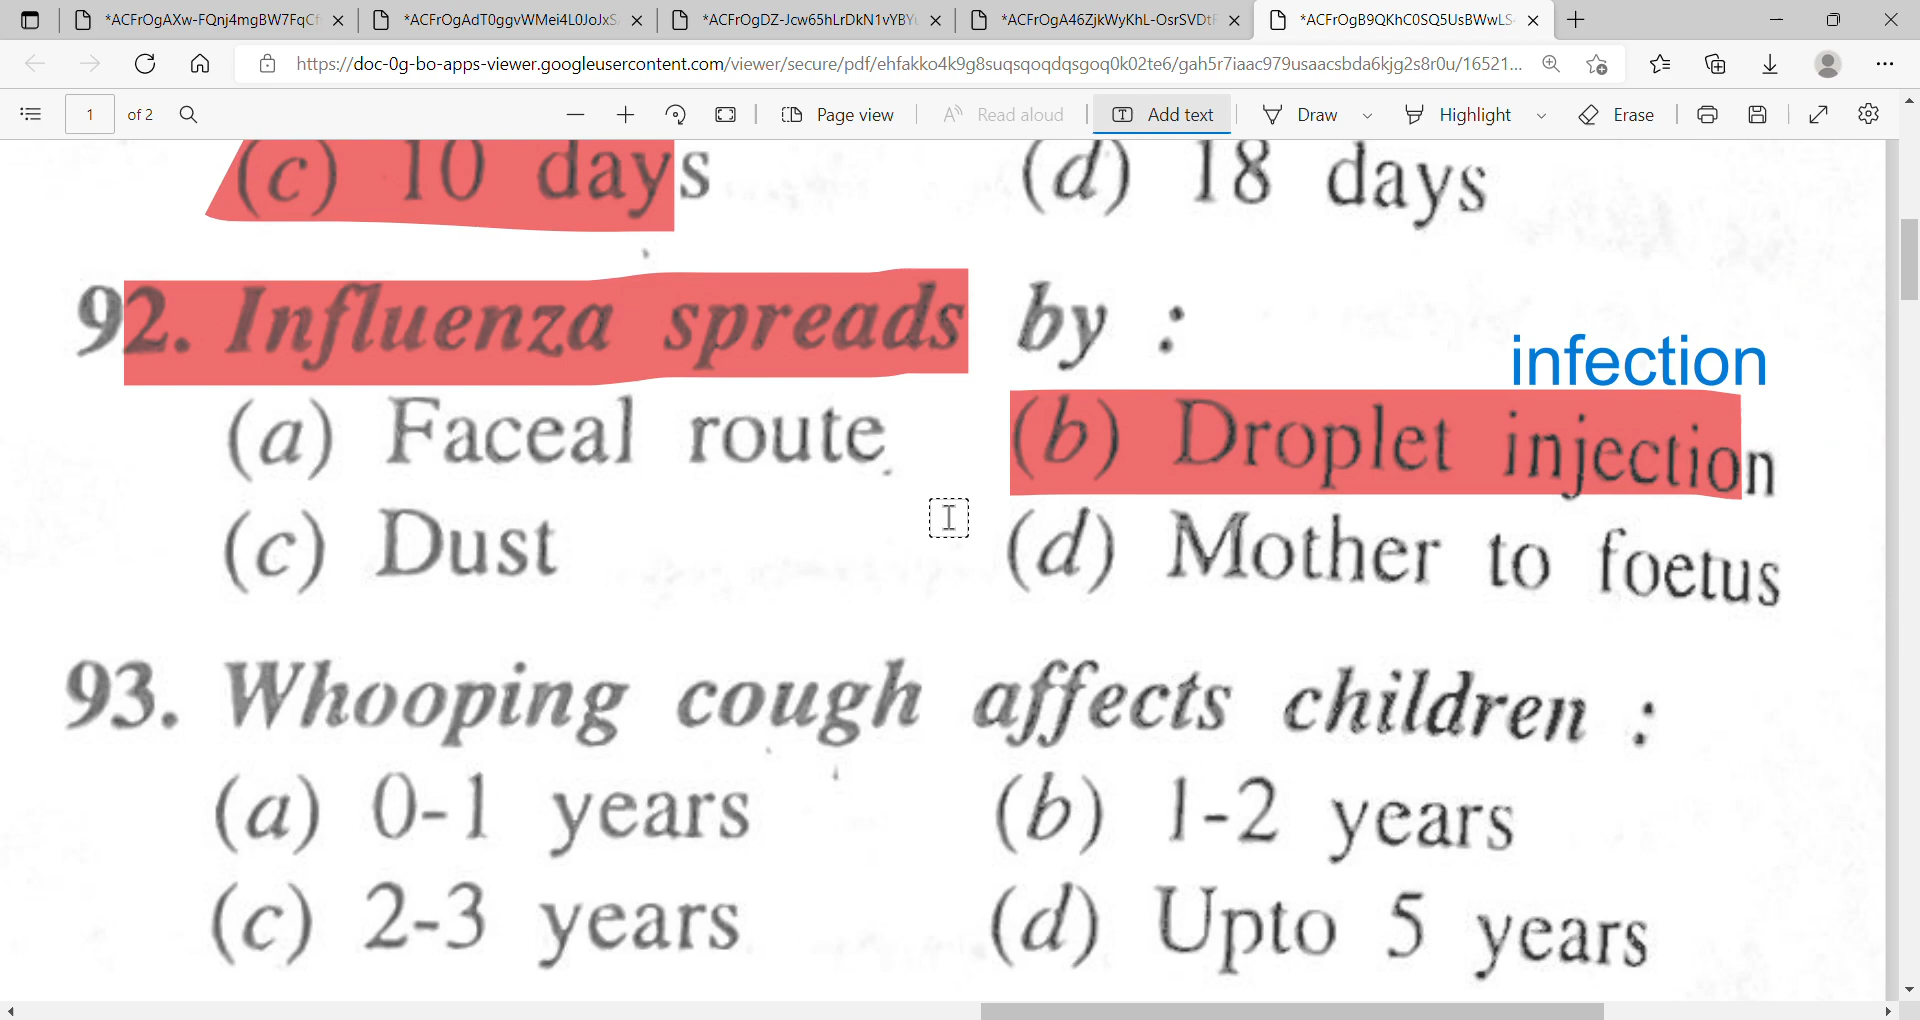 *ACFrOgAXw-FQnj4mgBW7FqCf
*ACFrOgAdT0ggvWMei4L0JoJxS
*ACFrOgDZ-Jcw65hLrDkN1vYBY
*ACFrOgA46ZjkWyKhL-OsrSVDt
*ACFrOgB9QKhC0SQ5UsBWwLS
https://doc-0g-bo-apps-viewer.googleusercontent.com/viewer/secure/pdf/ehfakko4k9g8suqsqoqdqsgoq0k02te6/gah5r7iaac979usaacsbda6kjg2s8r0u/16521...
1 of 2 Page view Read aloud Add text Draw Highlight Erase
(c) 10 days (d) 18 days
92. Influenza spreads by :
infection
(a) Faceal route (b) Droplet injection
(c) Dust (d) Mother to foetus
93. Whooping cough affects children :
(a) 0-1 years (b) 1-2 years
(c) 2-3 years (d) Upto 5 years